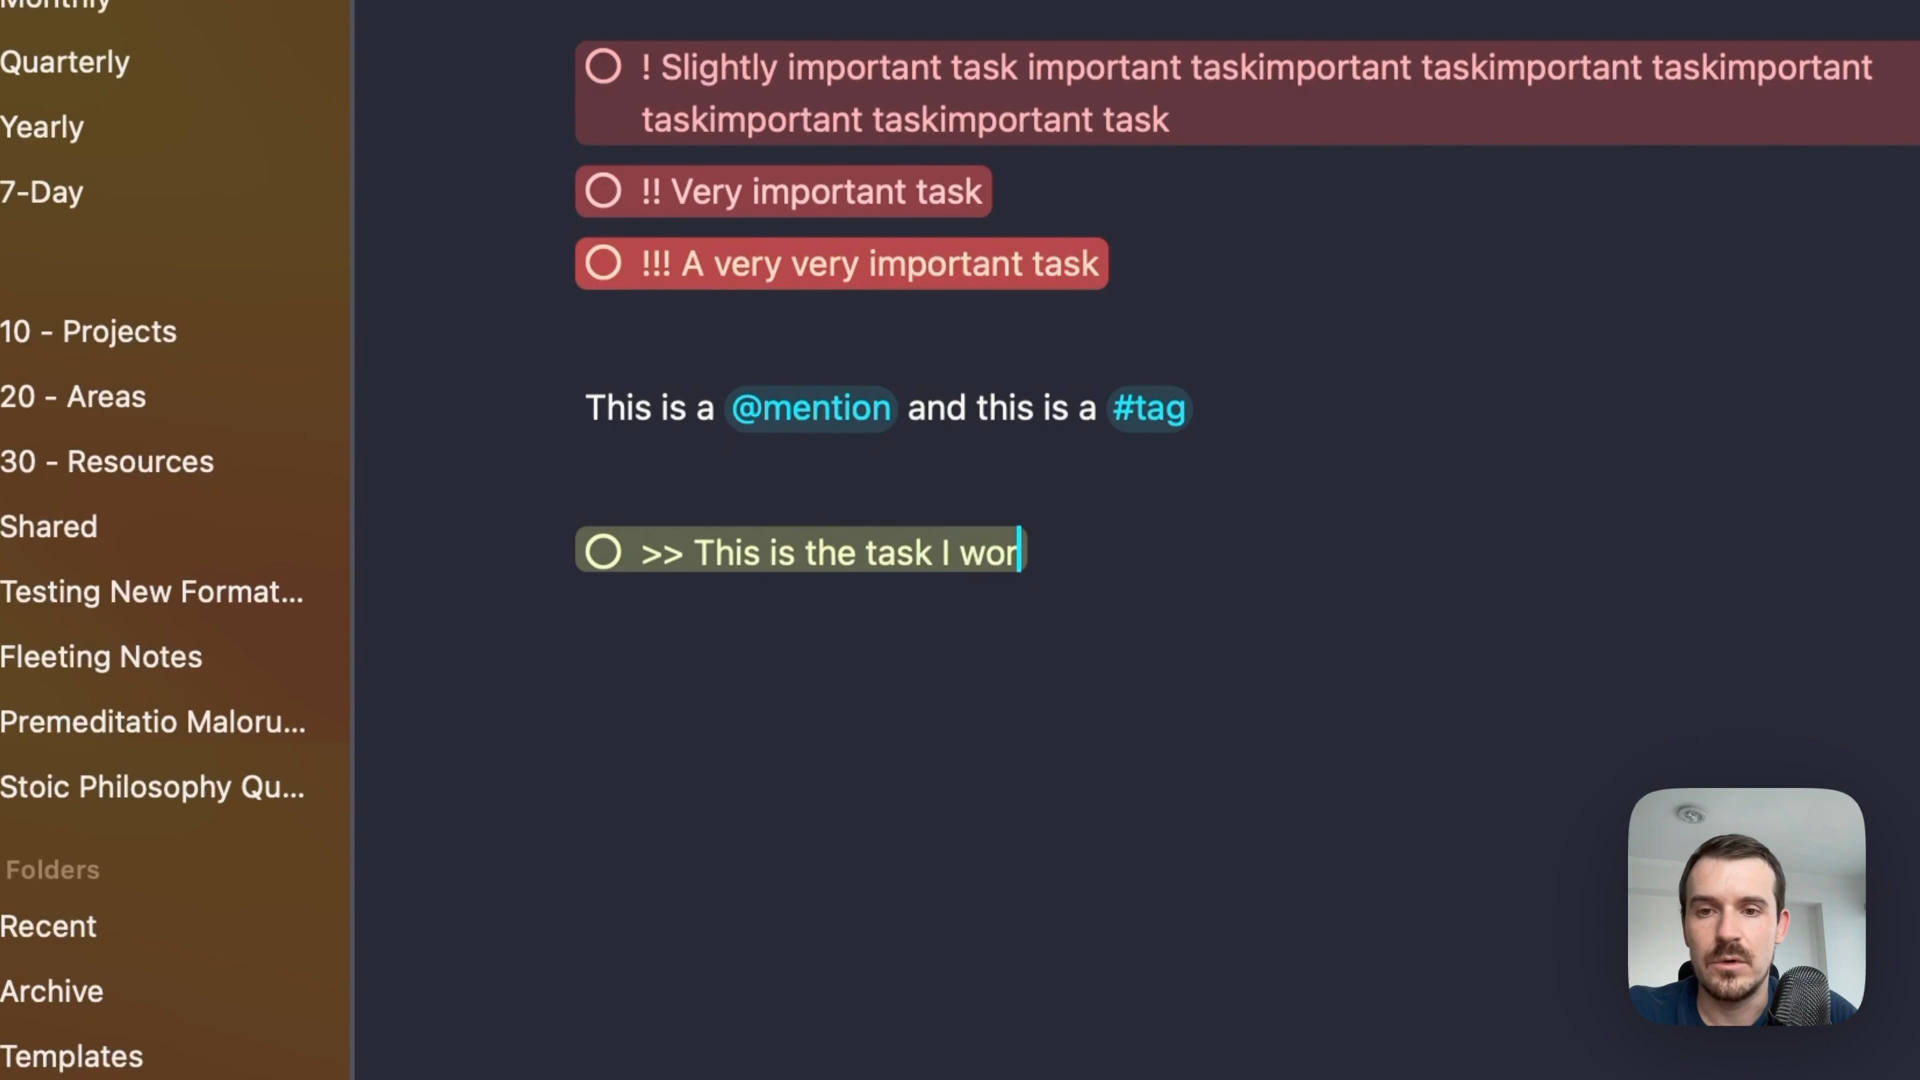 Monthly
Quarterly
Yearly
7-Day
10 - Projects
20 - Areas
30 - Resources
Shared
Testing New Format...
Fleeting Notes
Premeditatio Maloru...
Stoic Philosophy Qu...
Folders
Recent
Archive
Templates
! Slightly important task important taskimportant taskimportant taskimportant
taskimportant taskimportant task
!! Very important task
!!! A very very important task
This is a @mention and this is a #tag
>> This is the task I wor